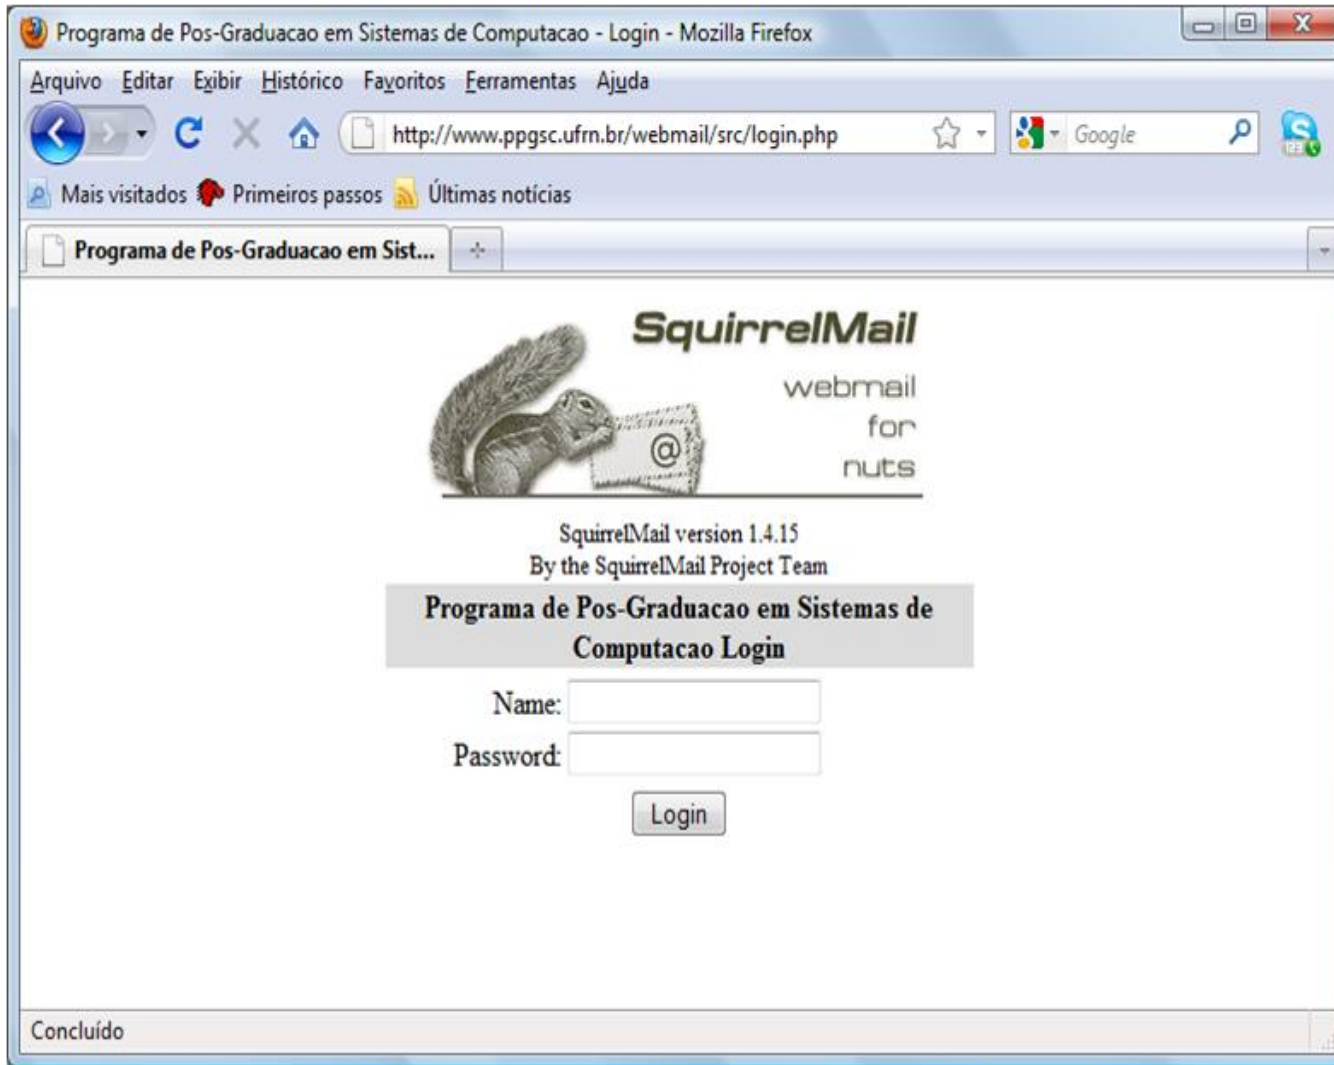 Programa de Pos-Graduacao em Sistemas de Computacao - Login - Mozilla Firefox
Arquivo Editar Exibir Histórico Favoritos Ferramentas Ajuda
http://www.ppgsc.ufrn.br/webmail/src/login.php Google
Mais visitados Primeiros passos Últimas notícias
Programa de Pos-Graduacao em Sist...
SquirrelMail
webmail
for
nuts
@
SquirrelMail version 1.4.15
By the SquirrelMail Project Team
Programa de Pos-Graduacao em Sistemas de
Computacao Login
Name:
Password:
Login
Concluído